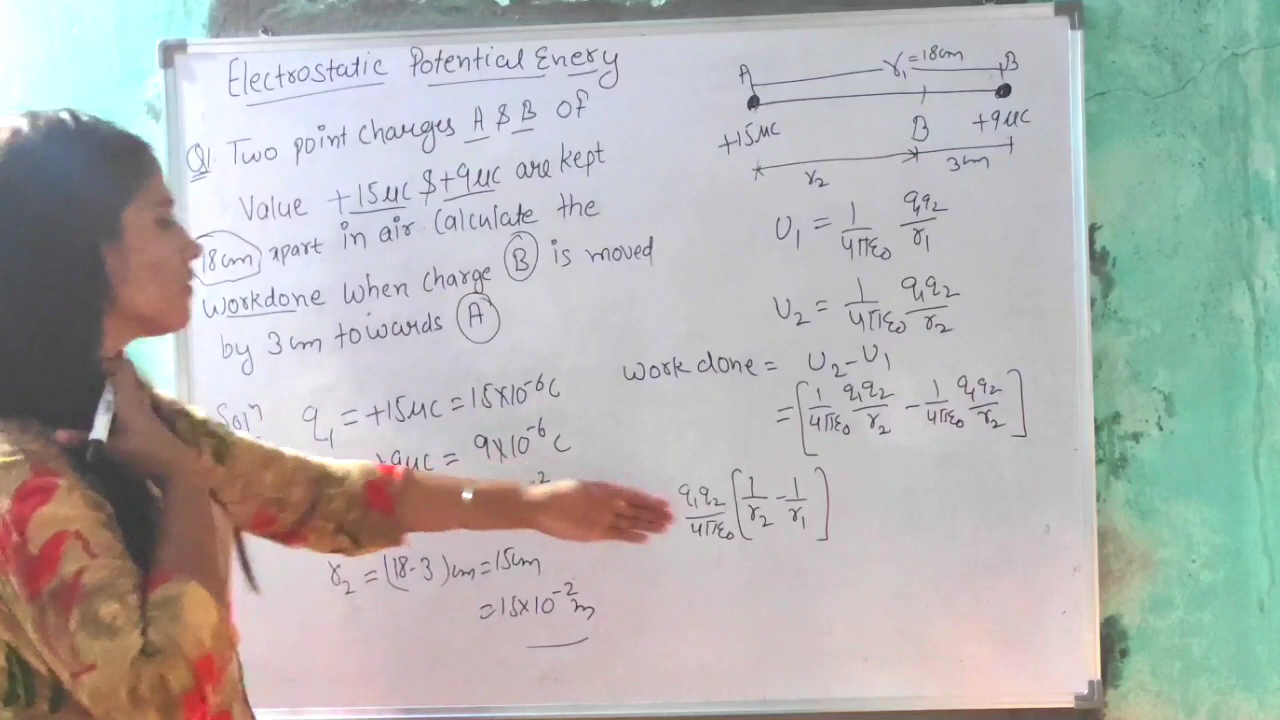 Electrostatic Potential Enery
Q1 Two point charges A & B of
Value +15μc & +9μc are kept
18cm apart in air Calculate the
workdone when charge B is moved
by 3cm towards A
Solⁿ q₁ = +15μc = 15×10⁻⁶C
+9μc = 9×10⁻⁶C
⁻²
r₂ = (18-3)cm = 15cm
= 15×10⁻²m
A r₁ = 18cm B
+15μc B +9μc
r₂ 3cm
U₁ = 1/4πε₀ q₁q₂/r₁
U₂ = 1/4πε₀ q₁q₂/r₂
work done = U₂-U₁
= [1/4πε₀ q₁q₂/r₂ - 1/4πε₀ q₁q₂/r₂]
q₁q₂/4πε₀ [1/r₂ - 1/r₁]